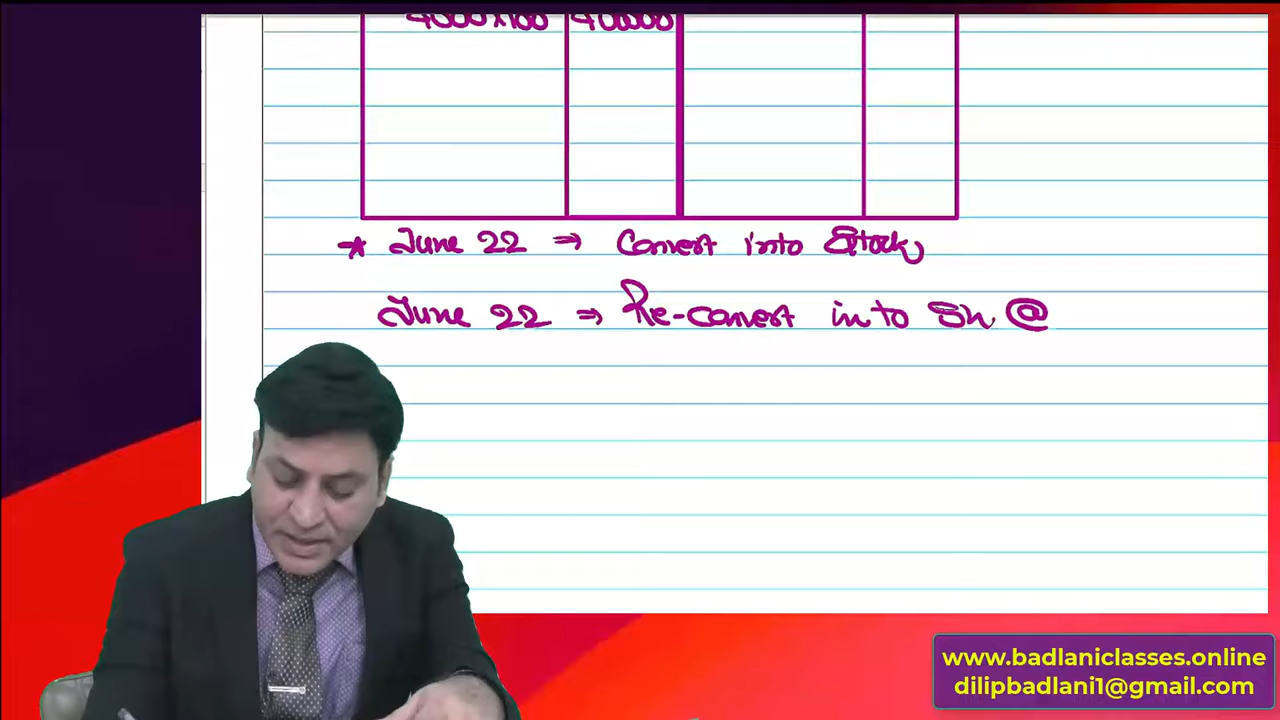 4000x100 400000
* June 22 ⇒ Convert into Stock
June 22 ⇒ Re-convert into Sh @
www.badlaniclasses.online
dilipbadlani1@gmail.com